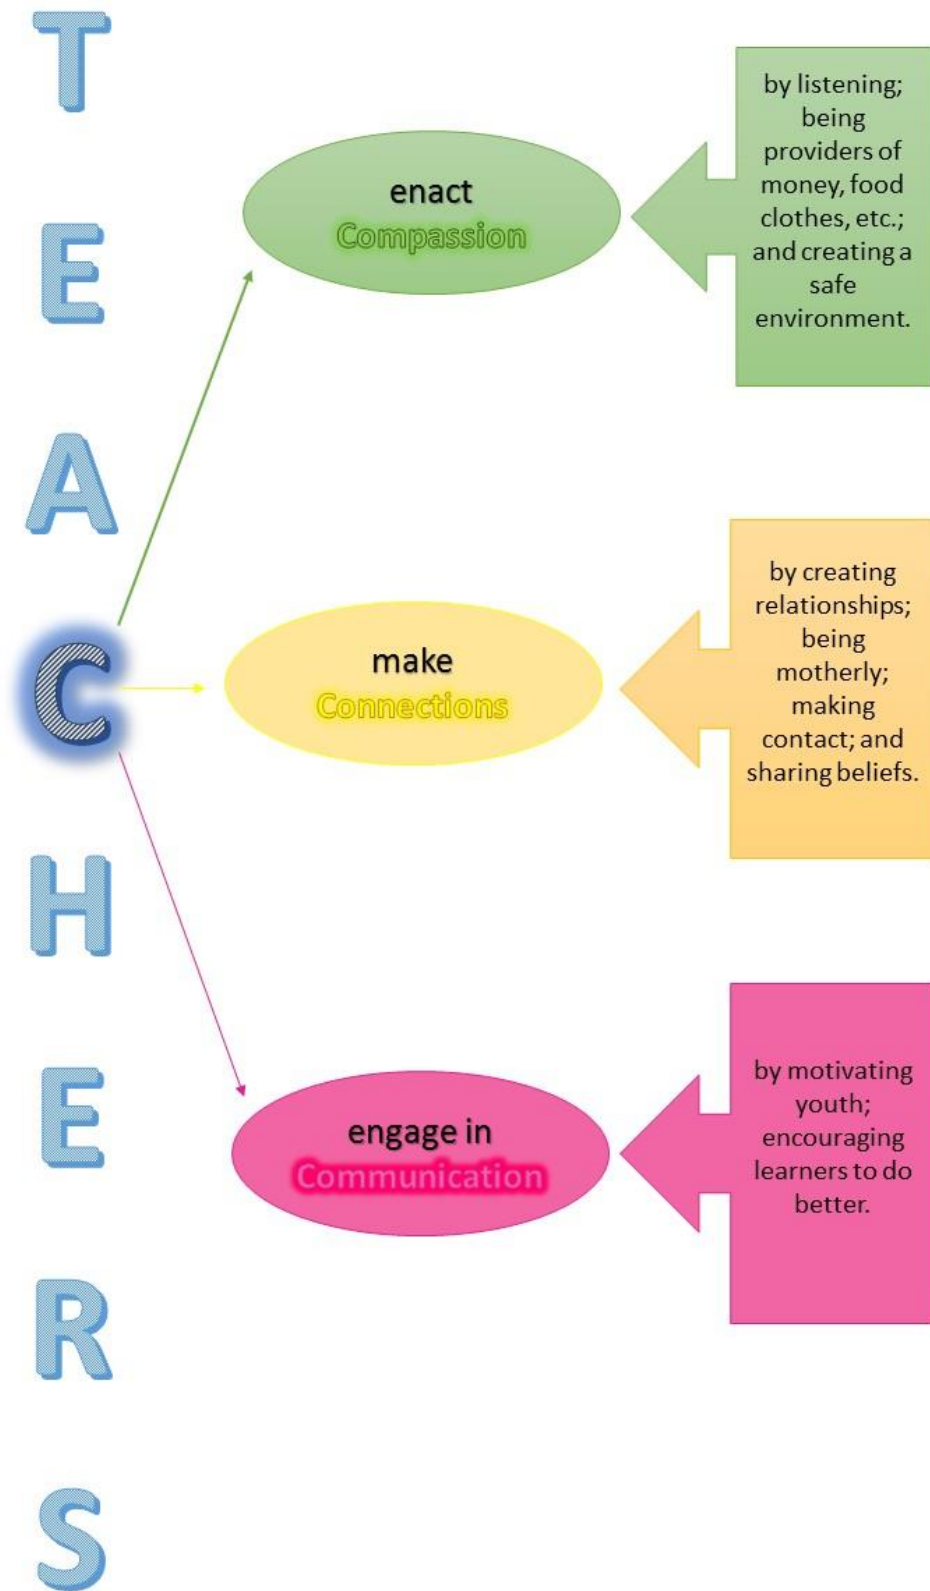 T
E
A
C
H
E
R
S
enact
Compassion
by listening;
being
providers of
money, food
clothes, etc.;
and creating a
safe
environment.
make
Connections
by creating
relationships;
being
motherly;
making
contact; and
sharing beliefs.
engage in
Communication
by motivating
youth;
encouraging
learners to do
better.